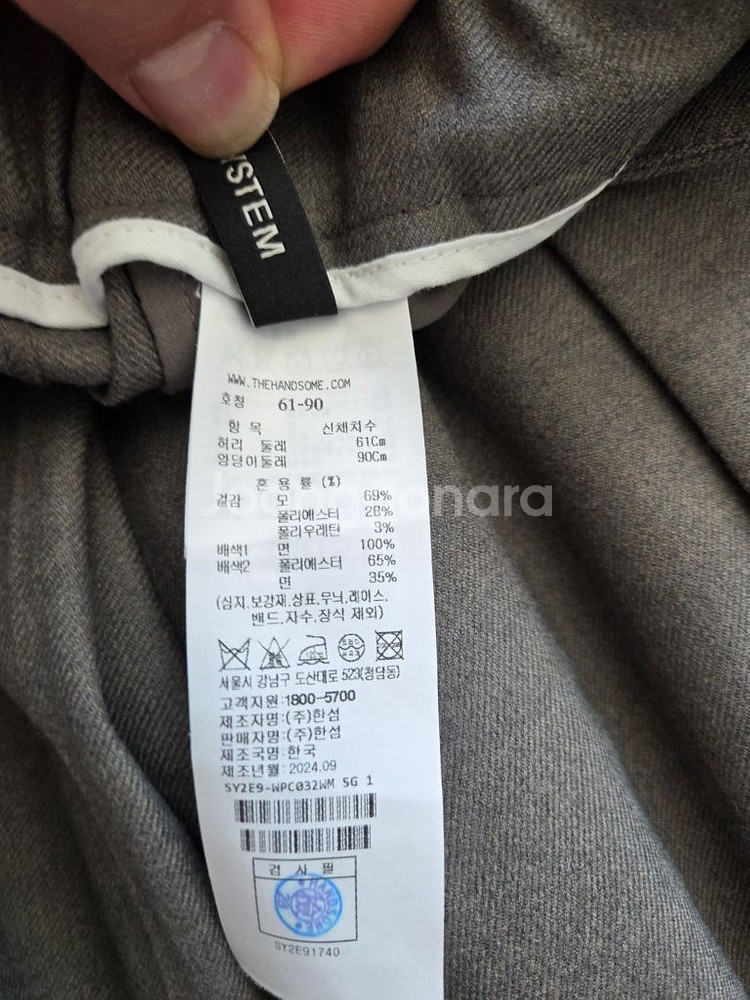 YSTEM
WWW.THEHANDSOME.COM
호칭 61-90
항 목 신체치수
허리 둘레 61Cm
엉덩이둘레 90Cm
혼 용 률 (%)
겉감 모 69%
폴리에스터 28%
폴리우레탄 3%
배색1 면 100%
배색2 폴리에스터 65%
면 35%
(심지,보강재,상표,무늬,레이스,
밴드,자수,장식 제외)
서울시 강남구 도산대로 523(청담동)
고객지원:1800-5700
제조자명:(주)한섬
판매자명:(주)한섬
제조국명:한국
제조년월:2024.09
SY2E9-WPC032WM SG 1
검 사 필
HANDSOME
SY2E91740
Joonggonara